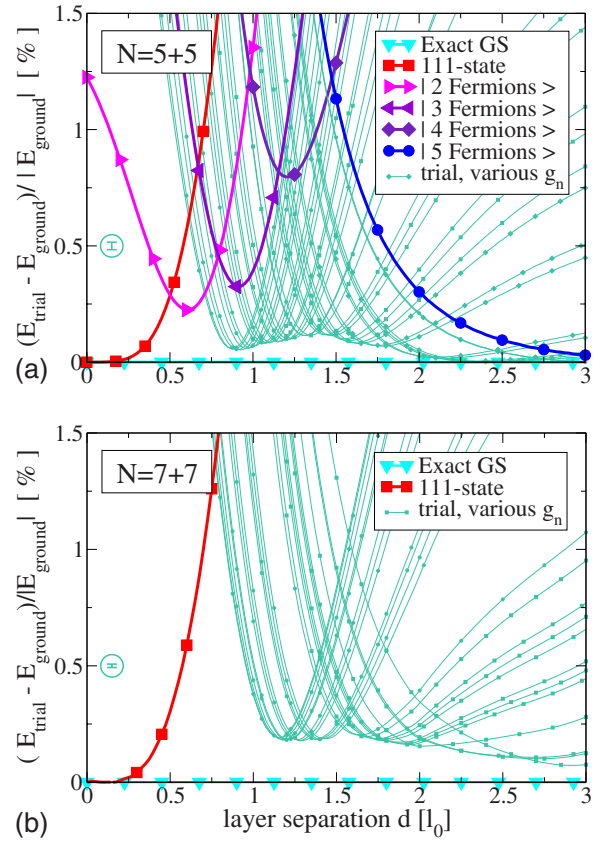 1.5
1
0.5
0
(E_trial - E_ground)/|E_ground| [ % ]
N=5+5
Exact GS
111-state
| 2 Fermions >
| 3 Fermions >
| 4 Fermions >
| 5 Fermions >
trial, various g_n
(a)
0 0.5 1 1.5 2 2.5 3
1.5
1
0.5
0
( E_trial - E_ground)/|E_ground| [ % ]
N=7+7
Exact GS
111-state
trial, various g_n
0 0.5 1 1.5 2 2.5 3
(b)
layer separation d [l_0]